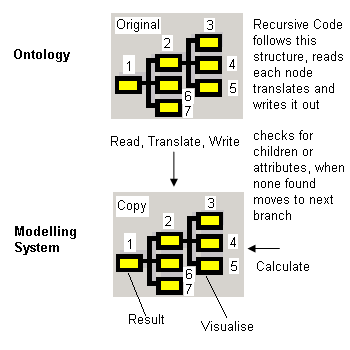 Ontology
Original
1
2
3
4
5
6
7
Recursive Code
follows this
structure, reads
each node
translates and
writes it out
Read, Translate, Write
checks for
children or
attributes, when
none found
moves to next
branch
Modelling
System
Copy
1
2
3
4
5
6
7
Calculate
Result
Visualise